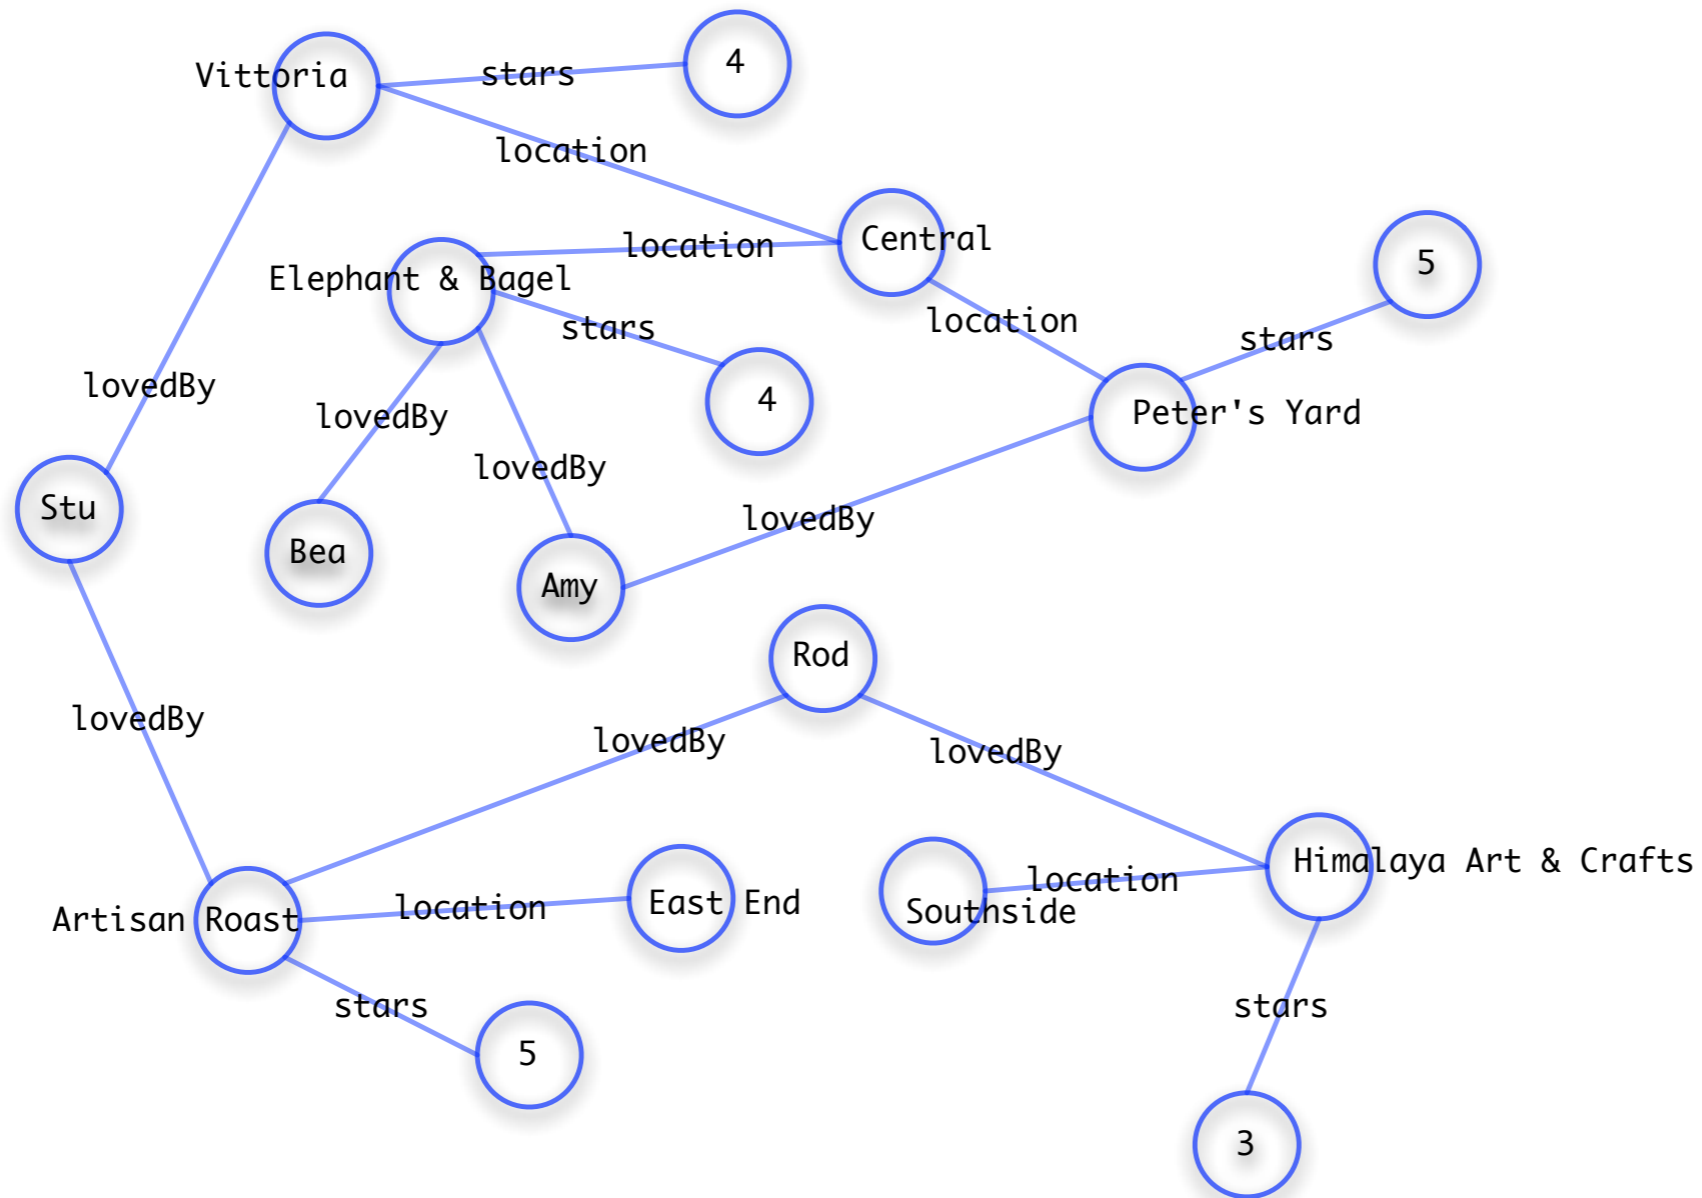 4
Vittoria
stars
location
Central
location
5
Elephant & Bagel
location
stars
stars
lovedBy
4
Peter's Yard
lovedBy
lovedBy
Stu
lovedBy
Bea
Amy
Rod
lovedBy
lovedBy
lovedBy
Himalaya Art & Crafts
location
East End
location
Southside
Artisan Roast
stars
stars
5
3